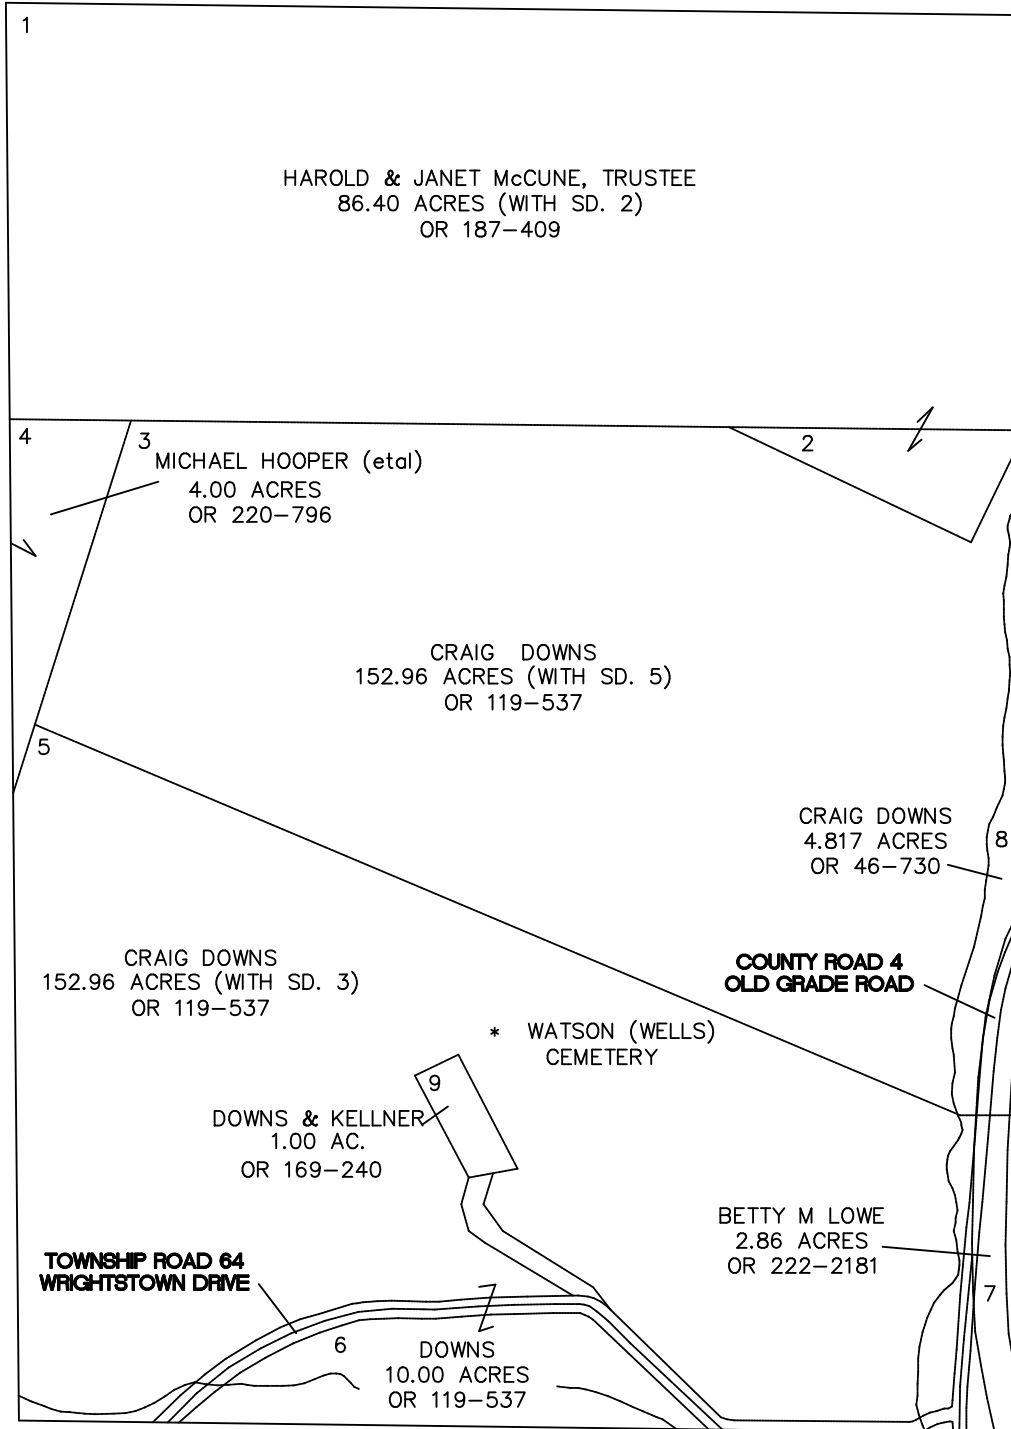 1
HAROLD & JANET McCUNE, TRUSTEE
86.40 ACRES (WITH SD. 2)
OR 187-409
4
3
2
MICHAEL HOOPER (etal)
4.00 ACRES
OR 220-796
CRAIG DOWNS
152.96 ACRES (WITH SD. 5)
OR 119-537
5
CRAIG DOWNS
4.817 ACRES
OR 46-730
8
CRAIG DOWNS
152.96 ACRES (WITH SD. 3)
OR 119-537
COUNTY ROAD 4
OLD GRADE ROAD
* WATSON (WELLS)
CEMETERY
9
DOWNS & KELLNER
1.00 AC.
OR 169-240
BETTY M LOWE
2.86 ACRES
OR 222-2181
TOWNSHIP ROAD 64
WRIGHTSTOWN DRIVE
7
6
DOWNS
10.00 ACRES
OR 119-537